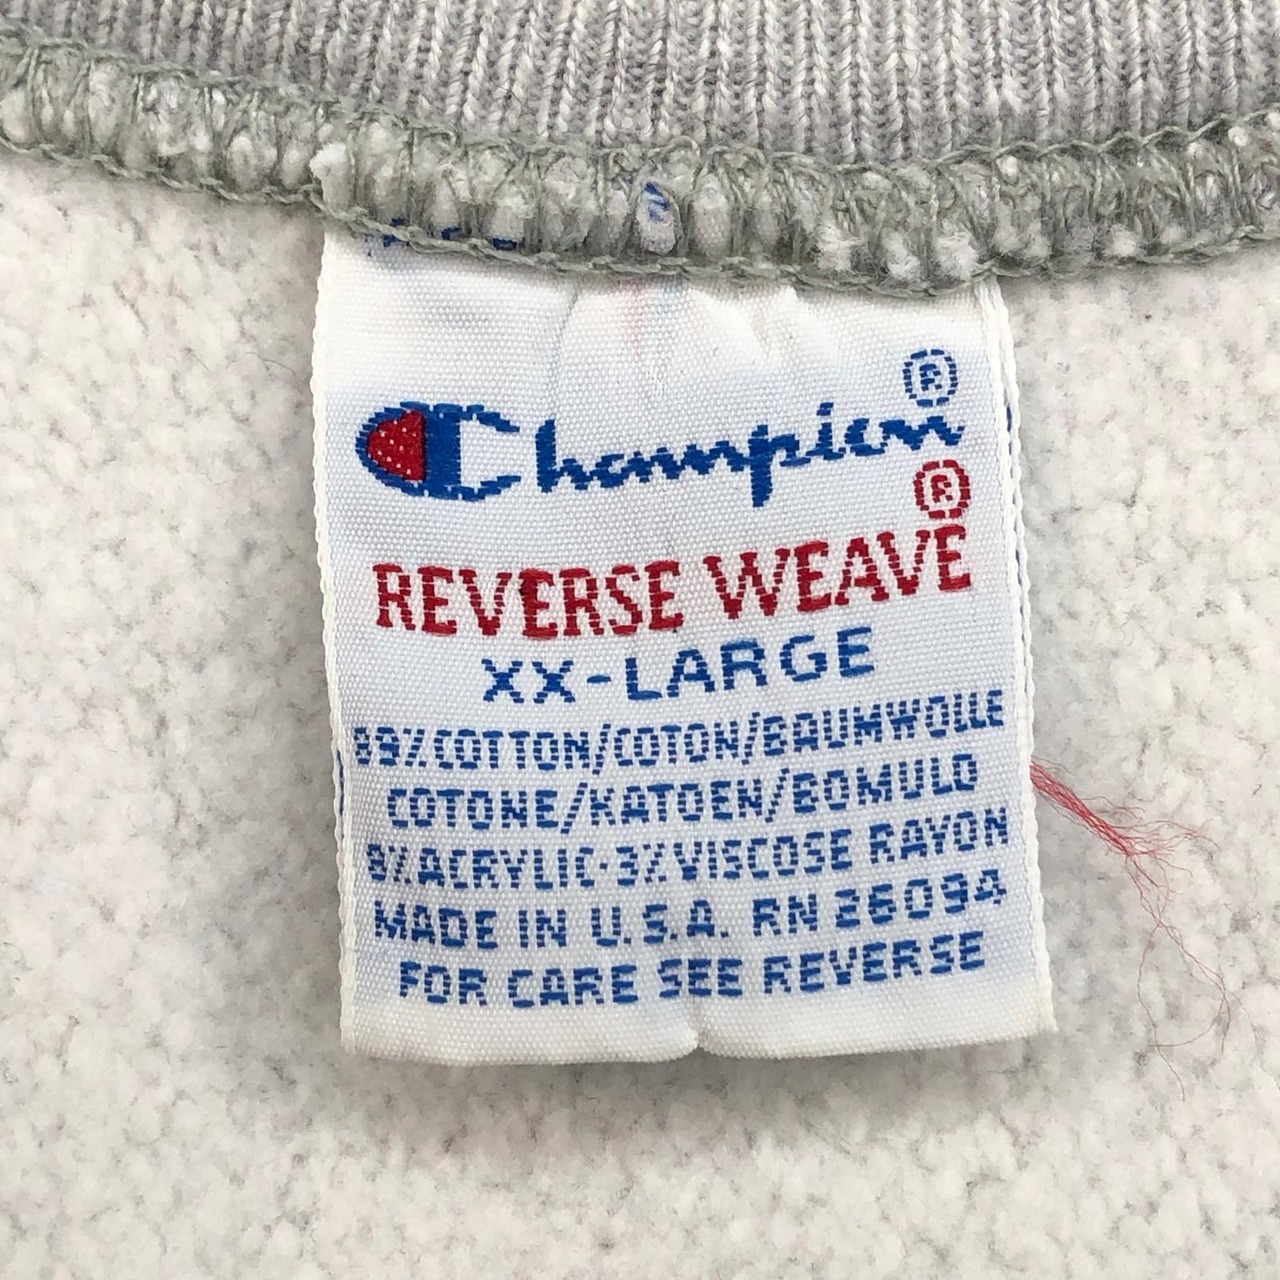 Champion®
REVERSE WEAVE®
XX-LARGE
89%COTTON/COTON/BAUMWOLLE
COTONE/KATOEN/BOMULD
8%ACRYLIC·3%VISCOSE RAYON
MADE IN U.S.A. RN 26094
FOR CARE SEE REVERSE